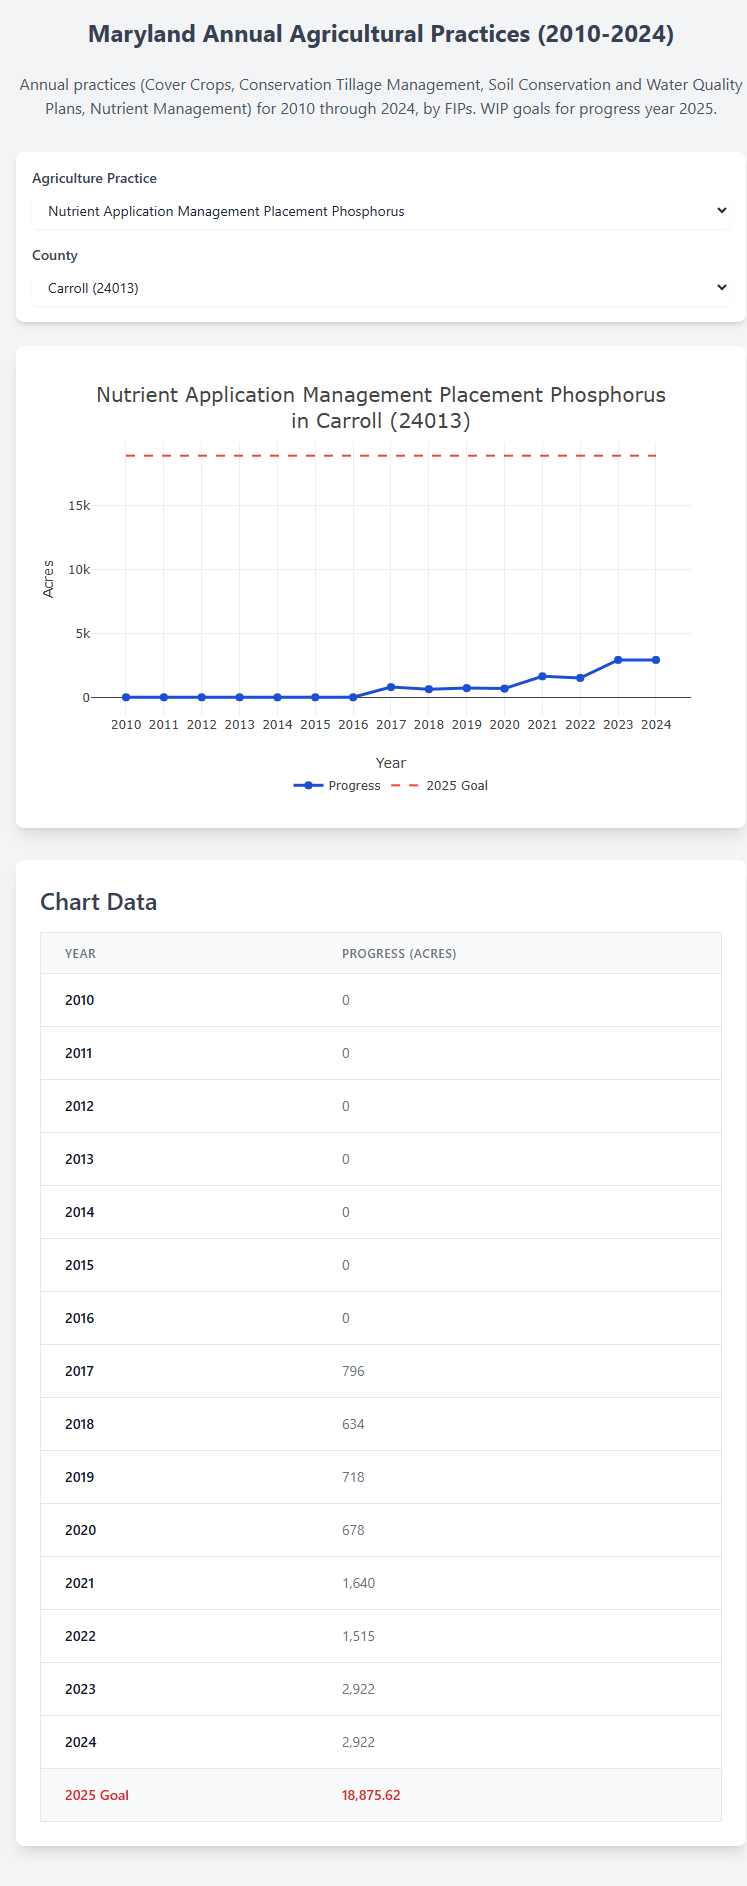 Maryland Annual Agricultural Practices (2010-2024)
Annual practices (Cover Crops, Conservation Tillage Management, Soil Conservation and Water Quality
Plans, Nutrient Management) for 2010 through 2024, by FIPs. WIP goals for progress year 2025.
Agriculture Practice
Nutrient Application Management Placement Phosphorus
County
Carroll (24013)
Nutrient Application Management Placement Phosphorus
in Carroll (24013)
15k
10k
5k
0
Acres
2010 2011 2012 2013 2014 2015 2016 2017 2018 2019 2020 2021 2022 2023 2024
Year
Progress 2025 Goal
Chart Data
YEAR PROGRESS (ACRES)
2010 0
2011 0
2012 0
2013 0
2014 0
2015 0
2016 0
2017 796
2018 634
2019 718
2020 678
2021 1,640
2022 1,515
2023 2,922
2024 2,922
2025 Goal 18,875.62